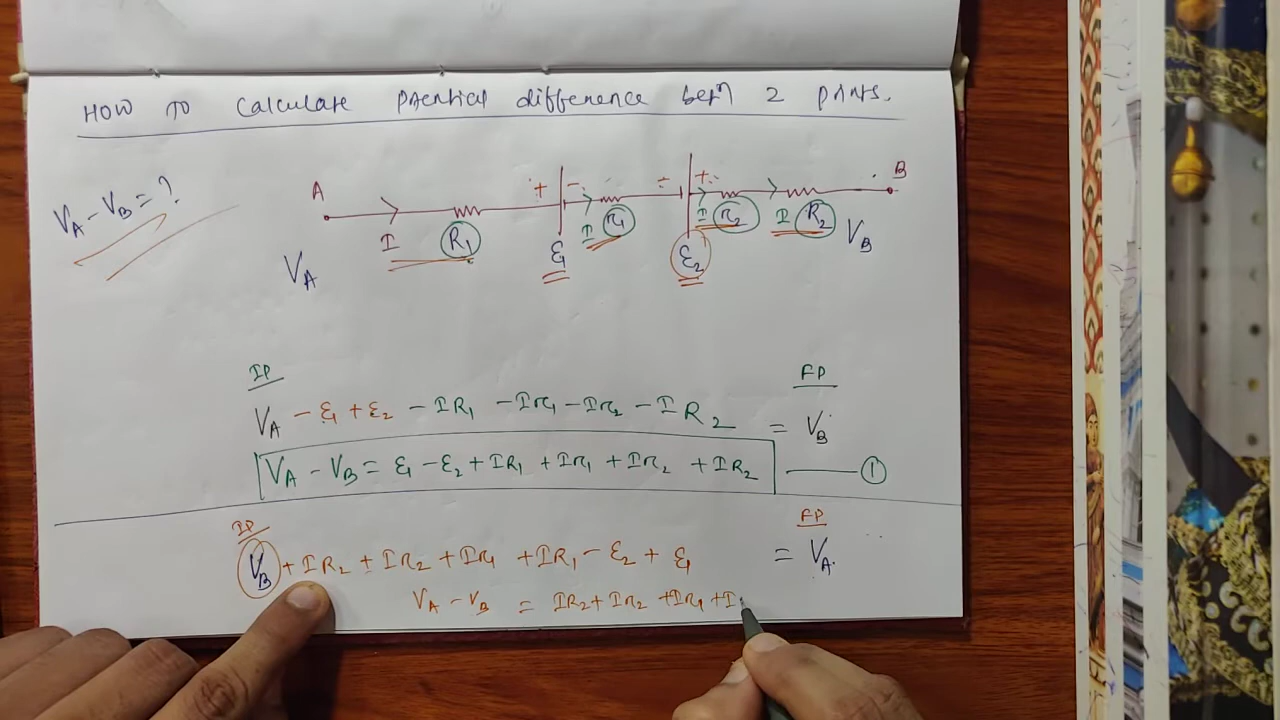 HOW TO Calculate Potential difference betn 2 points.
VA - VB = ?
A B
+ - - +
I R1 ε1 I r1 ε2 I r2 I R2
VA VB
IP FP
VA - ε1 + ε2 - IR1 - Ir1 - Ir2 - IR2 = VB
VA - VB = ε1 - ε2 + IR1 + Ir1 + Ir2 + IR2 ①
IP FP
VB + IR2 + Ir2 + Ir1 + IR1 - ε2 + ε1 = VA
VA - VB = IR2 + Ir2 + Ir1 + I